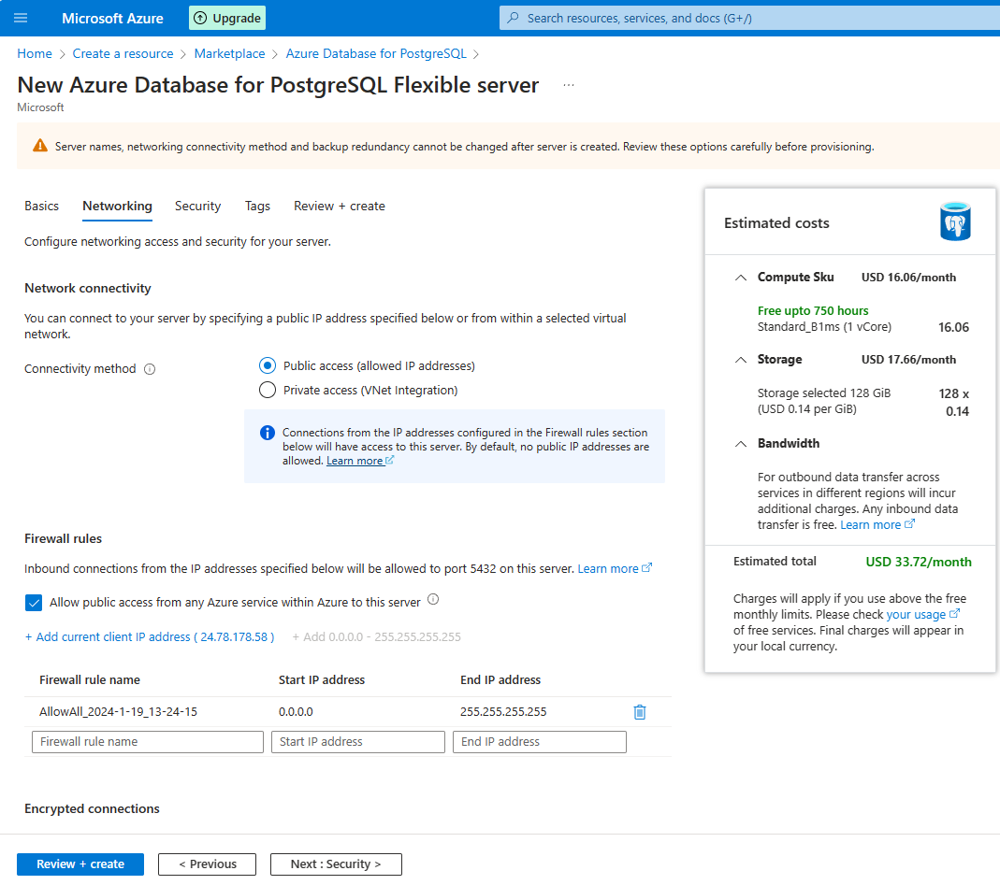 Microsoft Azure
Upgrade
Search resources, services, and docs (G+/)
Home > Create a resource > Marketplace > Azure Database for PostgreSQL >
New Azure Database for PostgreSQL Flexible server ...
Microsoft
Server names, networking connectivity method and backup redundancy cannot be changed after server is created. Review these options carefully before provisioning.
Basics Networking Security Tags Review + create
Configure networking access and security for your server.
Network connectivity
You can connect to your server by specifying a public IP address specified below or from within a selected virtual
network.
Connectivity method
Public access (allowed IP addresses)
Private access (VNet Integration)
Connections from the IP addresses configured in the Firewall rules section
below will have access to this server. By default, no public IP addresses are
allowed. Learn more
Firewall rules
Inbound connections from the IP addresses specified below will be allowed to port 5432 on this server. Learn more
Allow public access from any Azure service within Azure to this server
+ Add current client IP address ( 24.78.178.58 ) + Add 0.0.0.0 - 255.255.255.255
Firewall rule name Start IP address End IP address
AllowAll_2024-1-19_13-24-15 0.0.0.0 255.255.255.255
Firewall rule name Start IP address End IP address
Encrypted connections
Estimated costs
Compute Sku USD 16.06/month
Free upto 750 hours
Standard_B1ms (1 vCore) 16.06
Storage USD 17.66/month
Storage selected 128 GiB 128 x
(USD 0.14 per GiB) 0.14
Bandwidth
For outbound data transfer across
services in different regions will incur
additional charges. Any inbound data
transfer is free. Learn more
Estimated total USD 33.72/month
Charges will apply if you use above the free
monthly limits. Please check your usage
of free services. Final charges will appear in
your local currency.
Review + create < Previous Next : Security >